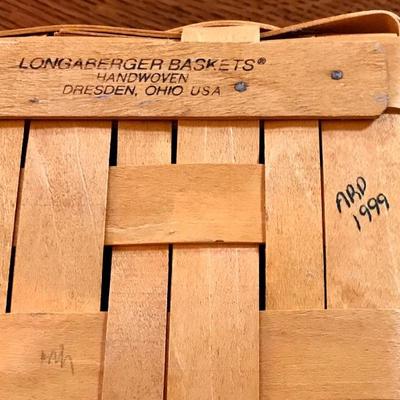 LONGABERGER BASKETS®
HANDWOVEN
DRESDEN, OHIO USA
ARD
1999